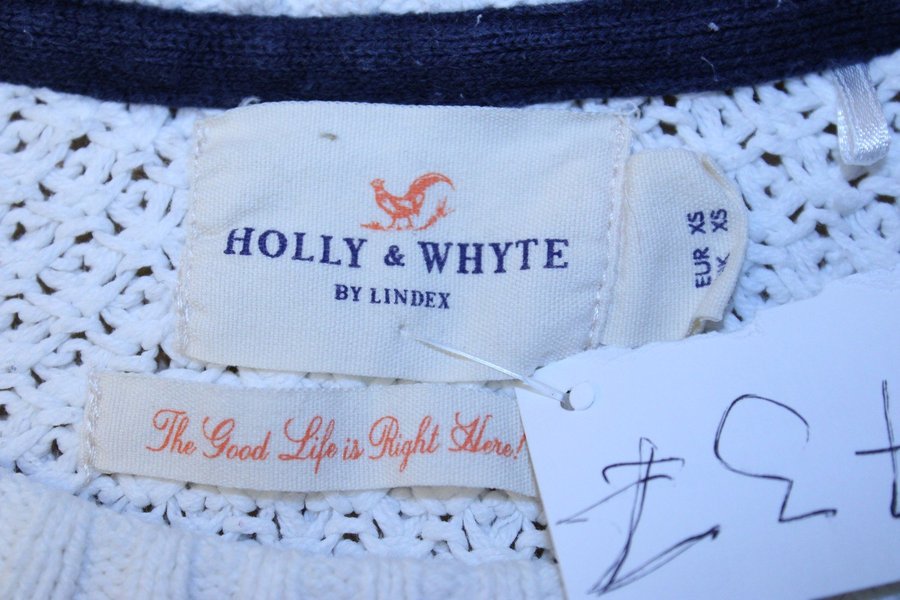 HOLLY & WHYTE
BY LINDEX
EUR XS
UK XS
The Good Life is Right Here!